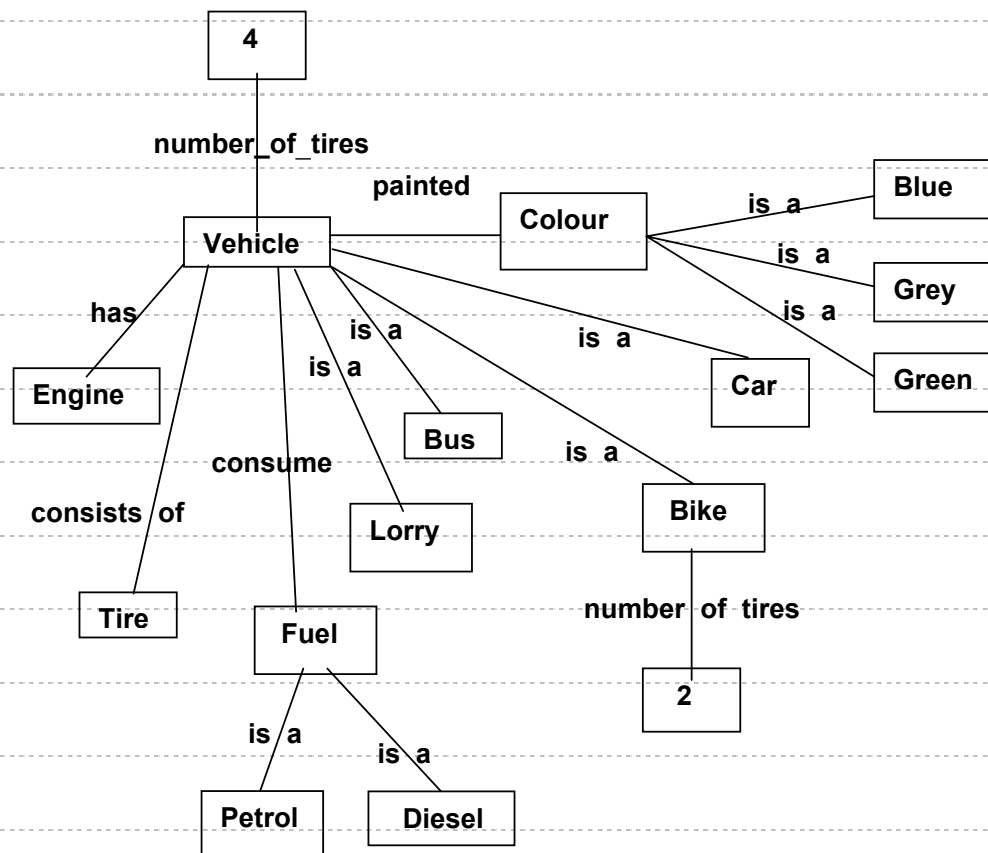 4
number_of_tires
painted
Blue
is a
Colour
Vehicle
is a
Grey
has
is a
is a
is a
is a
Engine
Car
Green
Bus
is a
consume
consists of
Bike
Lorry
number of tires
Tire
Fuel
2
is a
is a
Petrol
Diesel